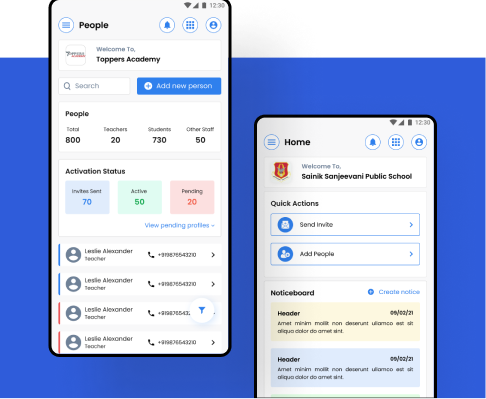 12:30
People
Welcome To,
Toppers Academy
Search
Add new person
People
Total Teachers Students Other Staff
800 20 730 50
Activation Status
Invites Sent Active Pending
70 50 20
View pending profiles
Leslie Alexander
Teacher
+919876543210
Leslie Alexander
Teacher
+919876543210
Leslie Alexander
Teacher
+9198765432
Leslie Alexander
Teacher
+919876543210
12:30
Home
Welcome To,
Sainik Sanjeevani Public School
Quick Actions
Send Invite
Add People
Noticeboard
Create notice
Header 09/02/21
Amet minim mollit non deserunt ullamco est sit
aliqua dolor do amet sint.
Header 09/02/21
Amet minim mollit non deserunt ullamco est sit
aliqua dolor do amet sint.